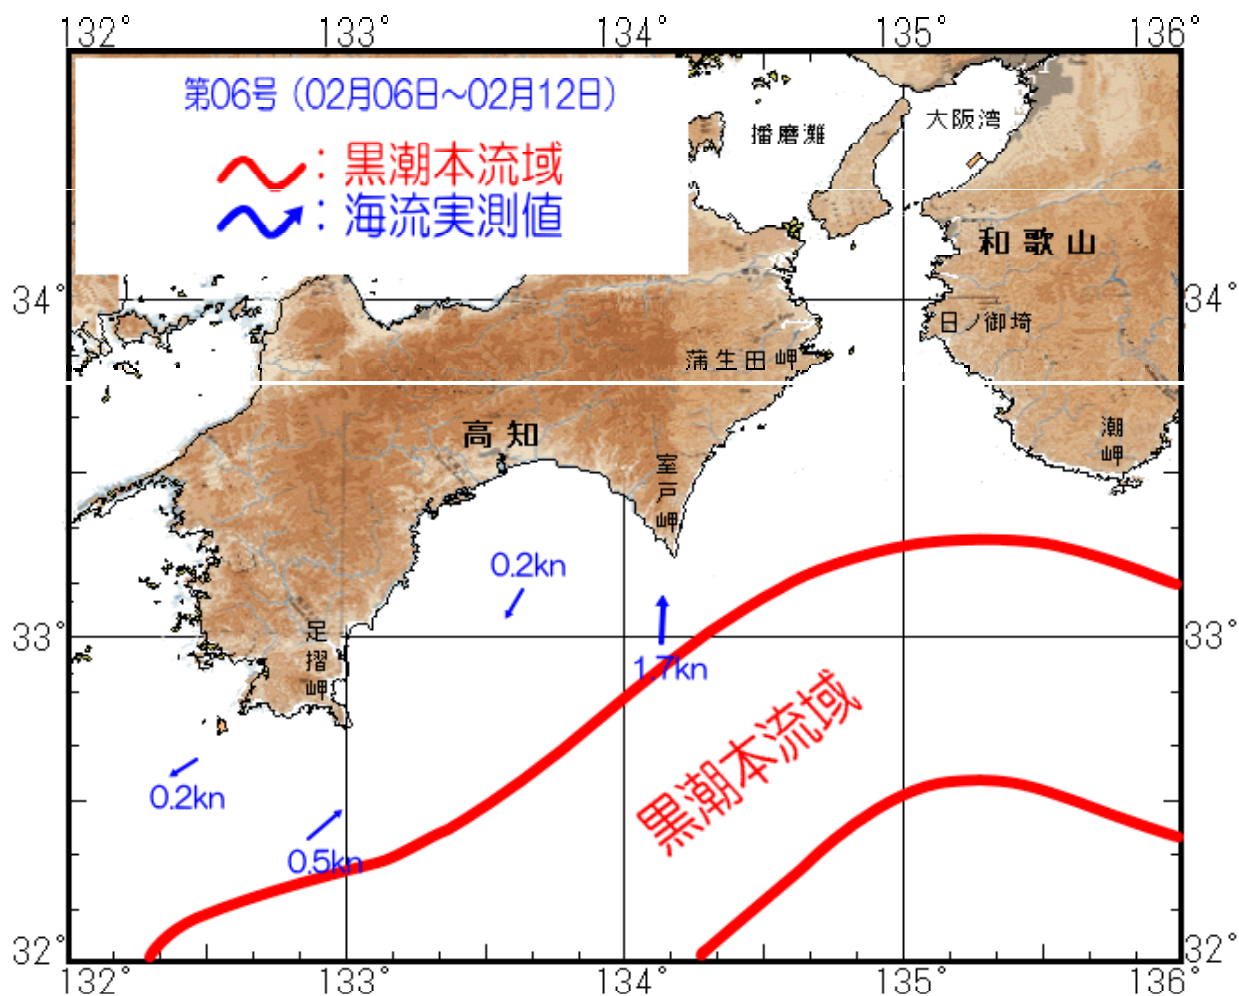 132° 133° 134° 135° 136°
第06号（02月06日～02月12日）
：黒潮本流域
：海流実測値
播磨灘
大阪湾
和歌山
34° 34°
日ノ御埼
蒲生田岬
高知
潮岬
室戸岬
0.2kn
33° 33°
足摺岬
1.7kn
黒潮本流域
0.2kn
0.5kn
32° 32°
132° 133° 134° 135° 136°